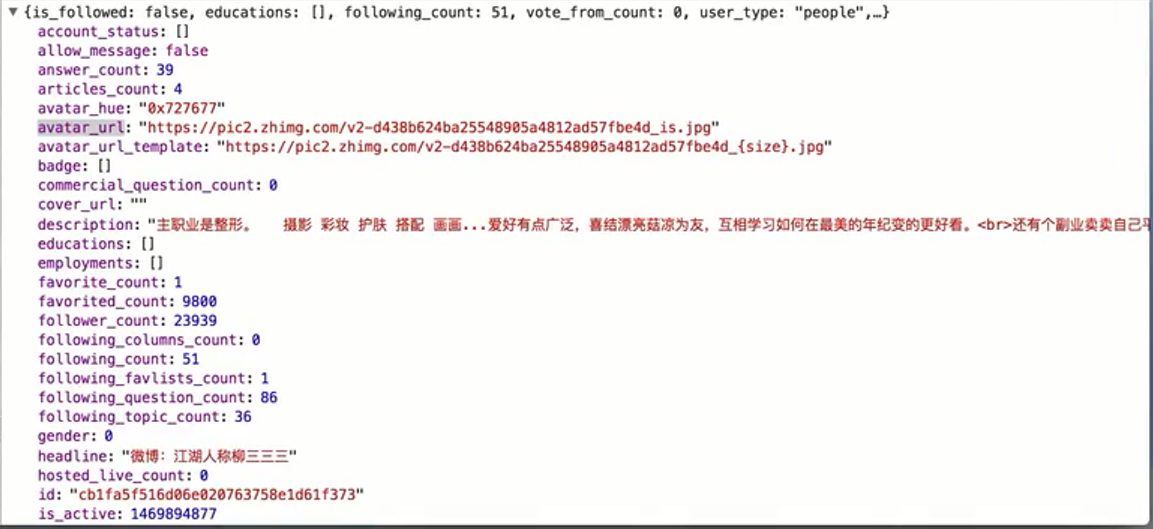 ▼ {is_followed: false, educations: [], following_count: 51, vote_from_count: 0, user_type: "people",…}
account_status: []
allow_message: false
answer_count: 39
articles_count: 4
avatar_hue: "0x727677"
avatar_url: "https://pic2.zhimg.com/v2-d438b624ba25548905a4812ad57fbe4d_is.jpg"
avatar_url_template: "https://pic2.zhimg.com/v2-d438b624ba25548905a4812ad57fbe4d_{size}.jpg"
badge: []
commercial_question_count: 0
cover_url: ""
description: "主职业是整形。 摄影 彩妆 护肤 搭配 画画...爱好有点广泛，喜结漂亮菇凉为友，互相学习如何在最美的年纪变的更好看。<br>还有个副业卖卖自己
educations: []
employments: []
favorite_count: 1
favorited_count: 9800
follower_count: 23939
following_columns_count: 0
following_count: 51
following_favlists_count: 1
following_question_count: 86
following_topic_count: 36
gender: 0
headline: "微博：江湖人称柳三三三"
hosted_live_count: 0
id: "cb1fa5f516d06e020763758e1d61f373"
is_active: 1469894877